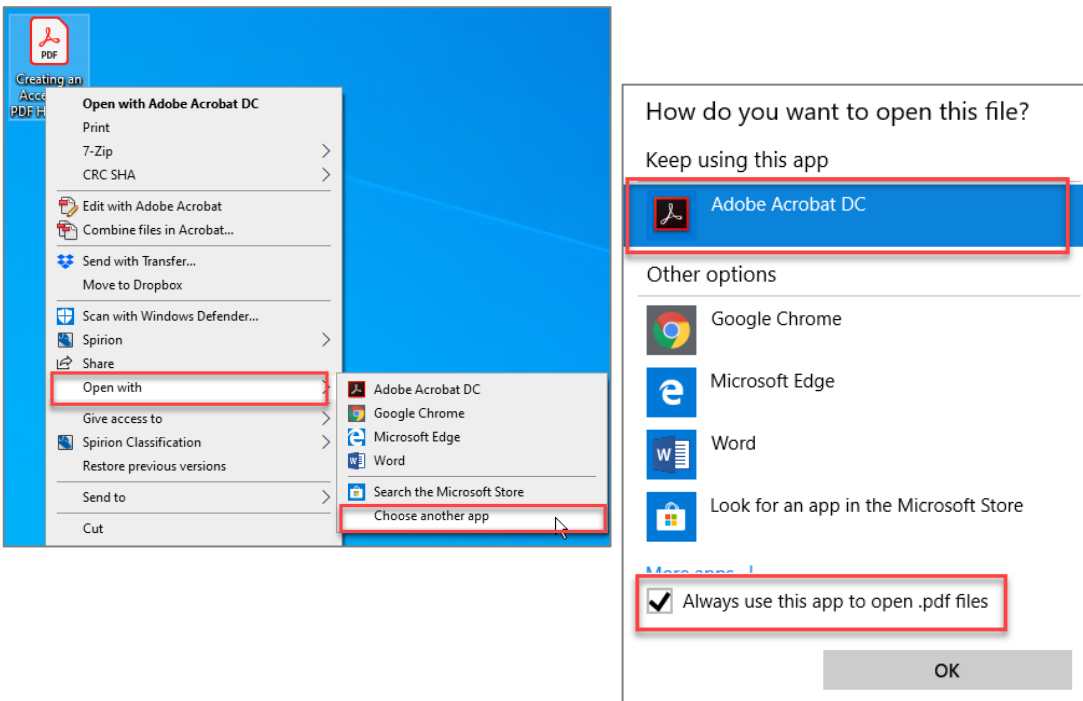 PDF
Creating an
Acce
PDF H
Open with Adobe Acrobat DC
Print
7-Zip
CRC SHA
Edit with Adobe Acrobat
Combine files in Acrobat...
Send with Transfer...
Move to Dropbox
Scan with Windows Defender...
Spirion
Share
Open with
Give access to
Spirion Classification
Restore previous versions
Send to
Cut
Adobe Acrobat DC
Google Chrome
Microsoft Edge
Word
Search the Microsoft Store
Choose another app
How do you want to open this file?
Keep using this app
Adobe Acrobat DC
Other options
Google Chrome
Microsoft Edge
Word
Look for an app in the Microsoft Store
More apps
Always use this app to open .pdf files
OK